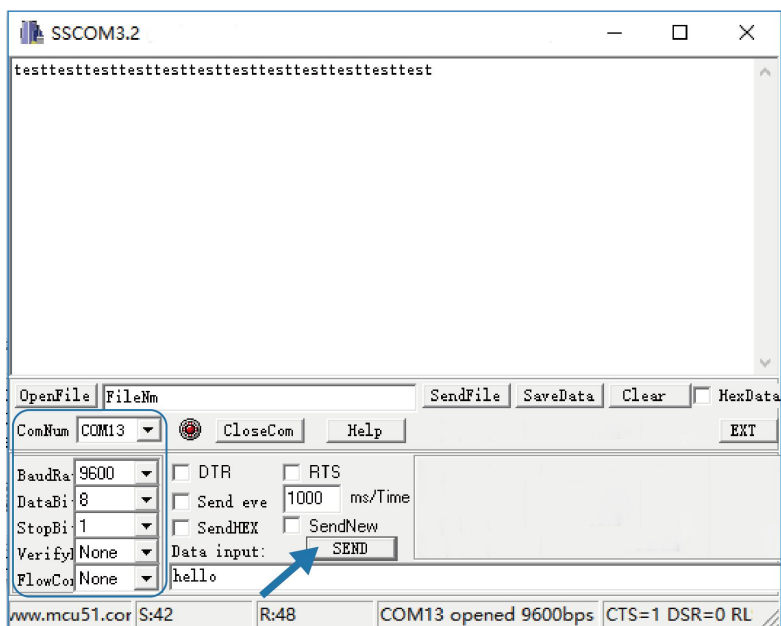 SSCOM3.2
testtesttesttesttesttesttesttesttesttesttesttest
OpenFile FileNm SendFile SaveData Clear HexData
ComNum COM13 CloseCom Help EXT
BaudRa 9600 DTR RTS
DataBi 8 Send eve 1000 ms/Time
StopBi 1 SendHEX SendNew
Verify None Data input: SEND
FlowCo None hello
www.mcu51.cor S:42 R:48 COM13 opened 9600bps CTS=1 DSR=0 RL